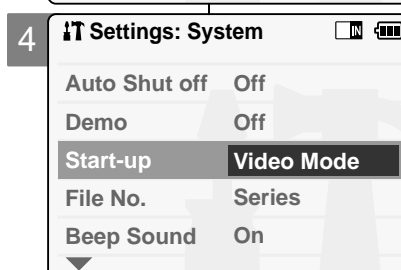 4
Settings: System
IN
Auto Shut off Off
Demo Off
Start-up Video Mode
File No. Series
Beep Sound On